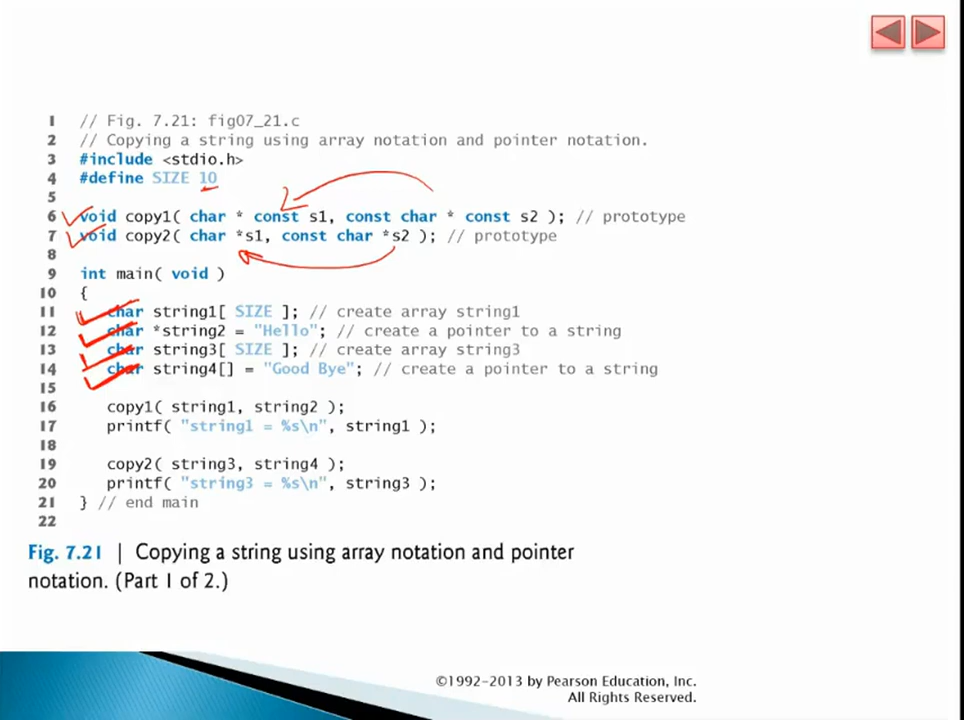 1 // Fig. 7.21: fig07_21.c
2 // Copying a string using array notation and pointer notation.
3 #include <stdio.h>
4 #define SIZE 10
5
6 void copy1( char * const s1, const char * const s2 ); // prototype
7 void copy2( char *s1, const char *s2 ); // prototype
8
9 int main( void )
10 {
11 char string1[ SIZE ]; // create array string1
12 char *string2 = "Hello"; // create a pointer to a string
13 char string3[ SIZE ]; // create array string3
14 char string4[] = "Good Bye"; // create a pointer to a string
15
16 copy1( string1, string2 );
17 printf( "string1 = %s\n", string1 );
18
19 copy2( string3, string4 );
20 printf( "string3 = %s\n", string3 );
21 } // end main
22
Fig. 7.21 | Copying a string using array notation and pointer
notation. (Part 1 of 2.)
©1992-2013 by Pearson Education, Inc.
All Rights Reserved.